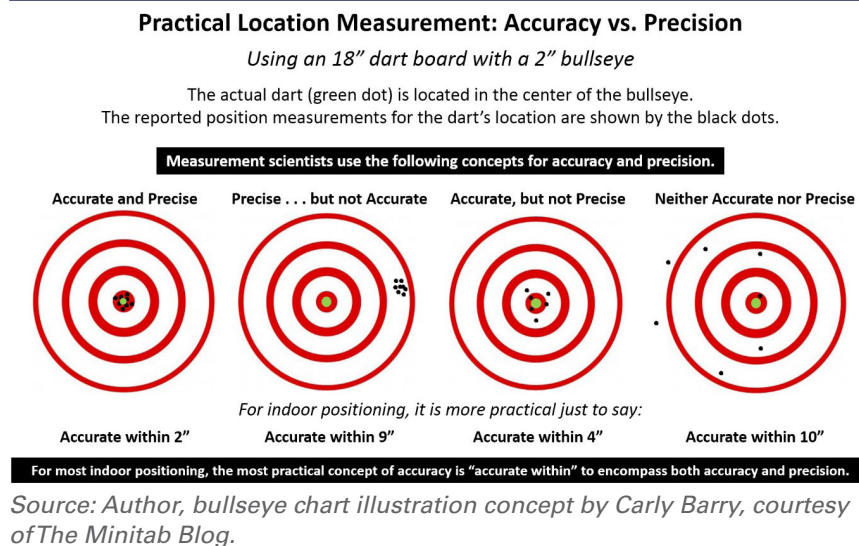 Practical Location Measurement: Accuracy vs. Precision
Using an 18” dart board with a 2” bullseye
The actual dart (green dot) is located in the center of the bullseye.
The reported position measurements for the dart’s location are shown by the black dots.
Measurement scientists use the following concepts for accuracy and precision.
Accurate and Precise
Precise . . . but not Accurate
Accurate, but not Precise
Neither Accurate nor Precise
For indoor positioning, it is more practical just to say:
Accurate within 2”
Accurate within 9”
Accurate within 4”
Accurate within 10”
For most indoor positioning, the most practical concept of accuracy is “accurate within” to encompass both accuracy and precision.
Source: Author, bullseye chart illustration concept by Carly Barry, courtesy
of The Minitab Blog.